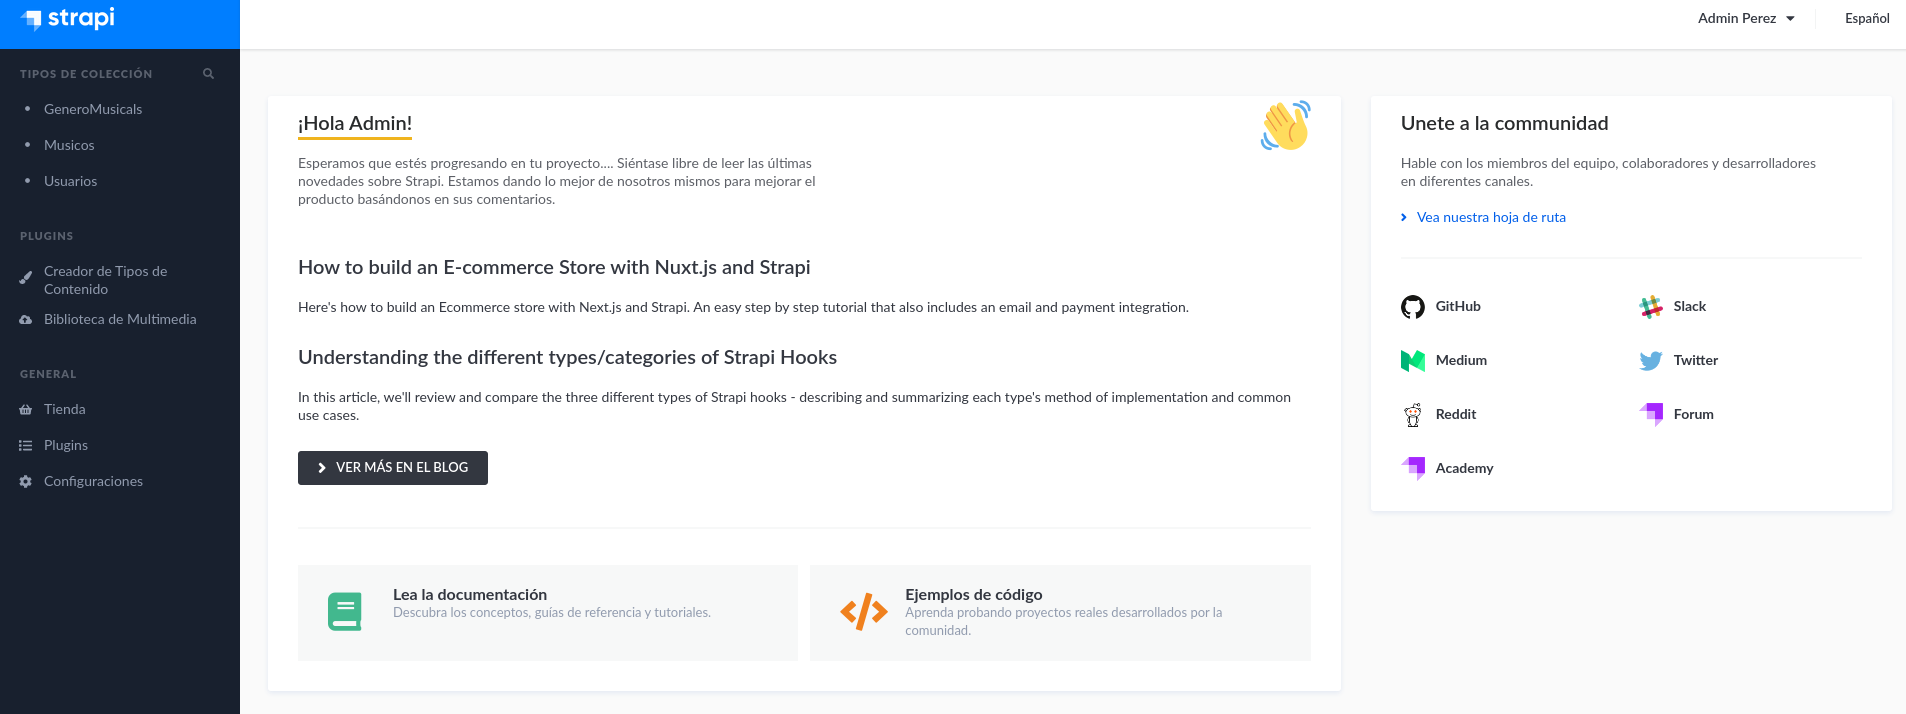 strapi
Admin Perez
Español
TIPOS DE COLECCIÓN
GeneroMusicals
Musicos
Usuarios
PLUGINS
Creador de Tipos de
Contenido
Biblioteca de Multimedia
GENERAL
Tienda
Plugins
Configuraciones
¡Hola Admin!
Esperamos que estés progresando en tu proyecto.... Siéntase libre de leer las últimas
novedades sobre Strapi. Estamos dando lo mejor de nosotros mismos para mejorar el
producto basándonos en sus comentarios.
How to build an E-commerce Store with Nuxt.js and Strapi
Here's how to build an Ecommerce store with Next.js and Strapi. An easy step by step tutorial that also includes an email and payment integration.
Understanding the different types/categories of Strapi Hooks
In this article, we'll review and compare the three different types of Strapi hooks - describing and summarizing each type's method of implementation and common
use cases.
VER MÁS EN EL BLOG
Lea la documentación
Descubra los conceptos, guías de referencia y tutoriales.
Ejemplos de código
Aprenda probando proyectos reales desarrollados por la
comunidad.
Unete a la communidad
Hable con los miembros del equipo, colaboradores y desarrolladores
en diferentes canales.
Vea nuestra hoja de ruta
GitHub
Slack
Medium
Twitter
Reddit
Forum
Academy